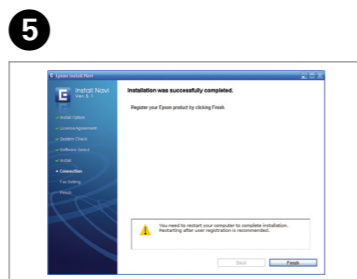 5
Epson Install Navi
Install Navi
Ver. 3.1
Install Option
License Agreement
System Check
Software Select
Install
Connection
Fax Setting
Finish
Installation was successfully completed.
Register your Epson product by clicking Finish
You need to restart your computer to complete installation.
Restarting after user registration is recommended.
Back
Finish